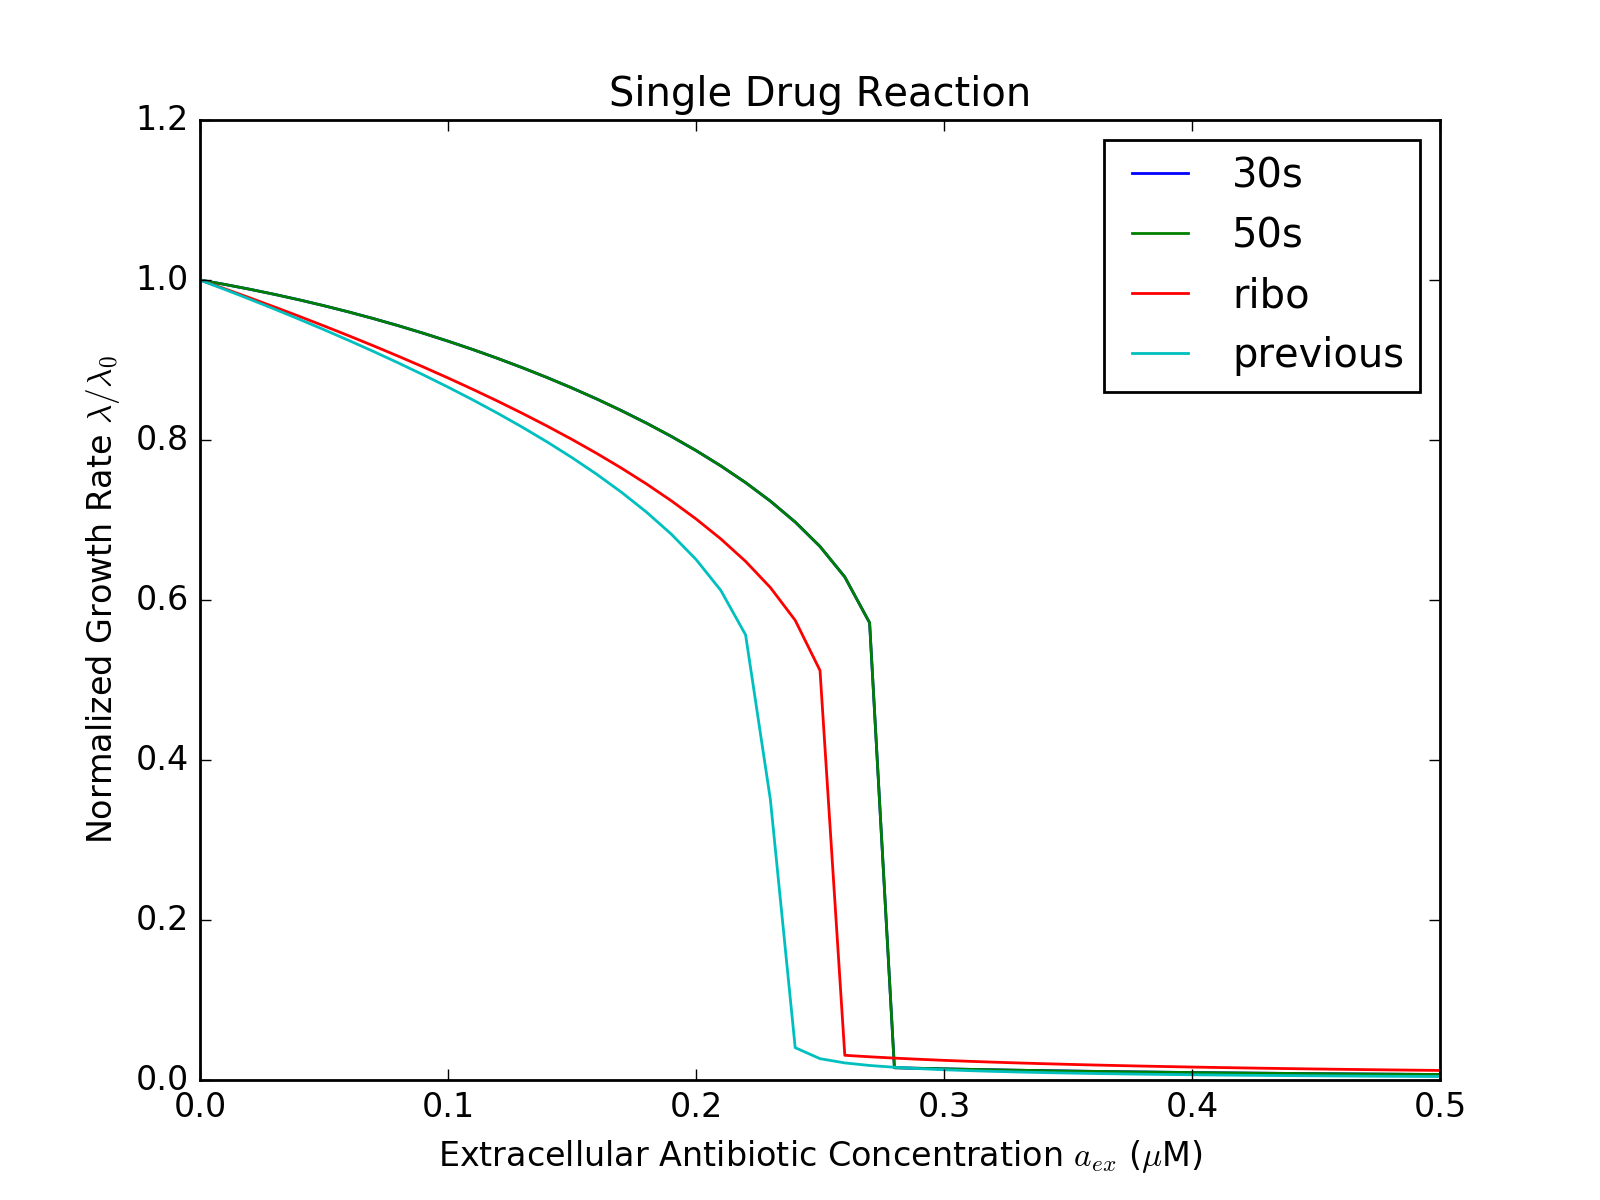 Single Drug Reaction
1.2
1.0
0.8
0.6
0.4
0.2
0.0
Normalized Growth Rate λ/λ₀
30s
50s
ribo
previous
0.0 0.1 0.2 0.3 0.4 0.5
Extracellular Antibiotic Concentration aₑₓ (μM)